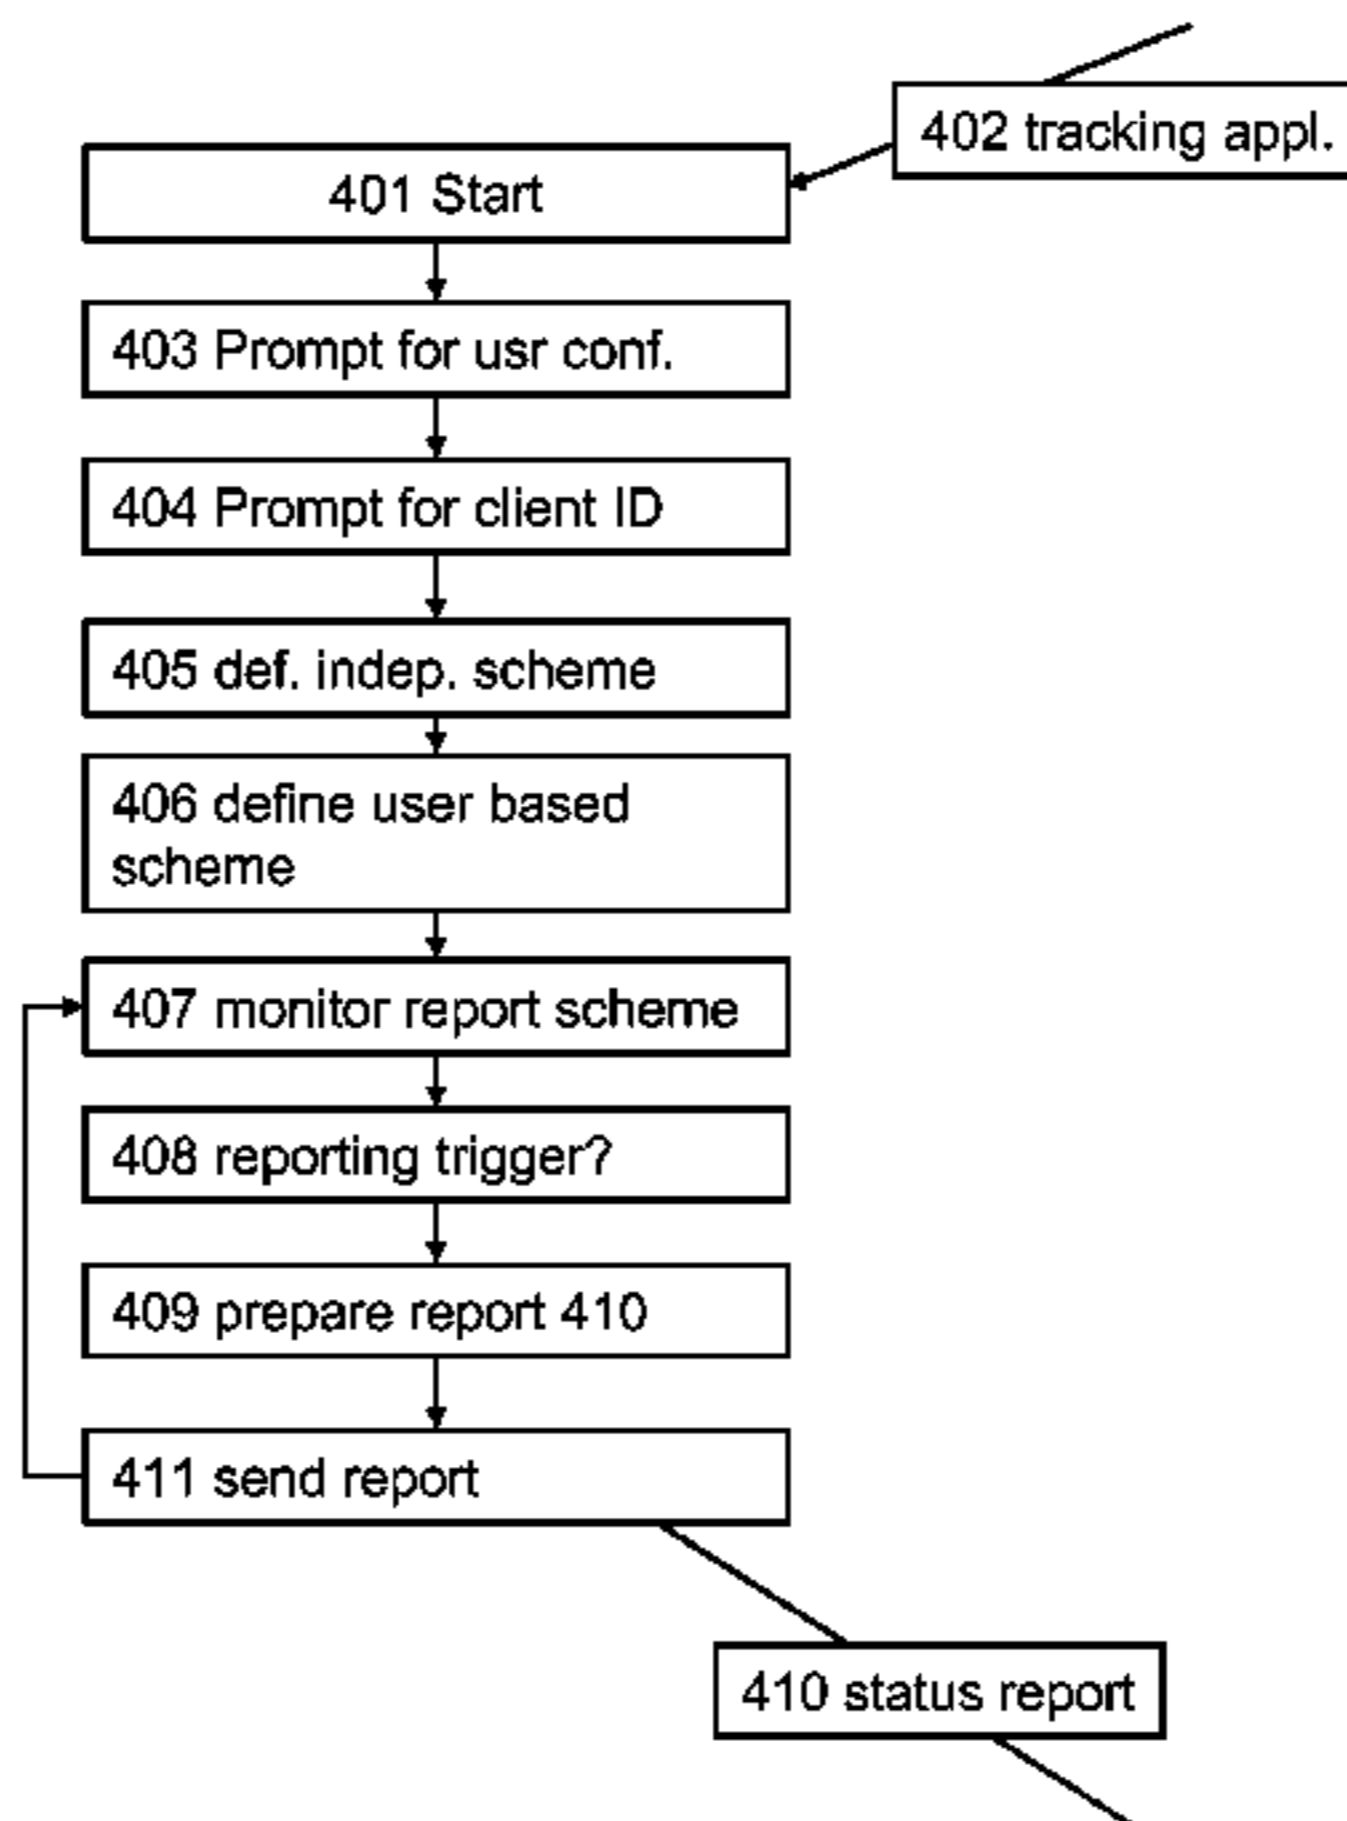 402 tracking appl.
401 Start
403 Prompt for usr conf.
404 Prompt for client ID
405 def. indep. scheme
406 define user based
scheme
407 monitor report scheme
408 reporting trigger?
409 prepare report 410
411 send report
410 status report